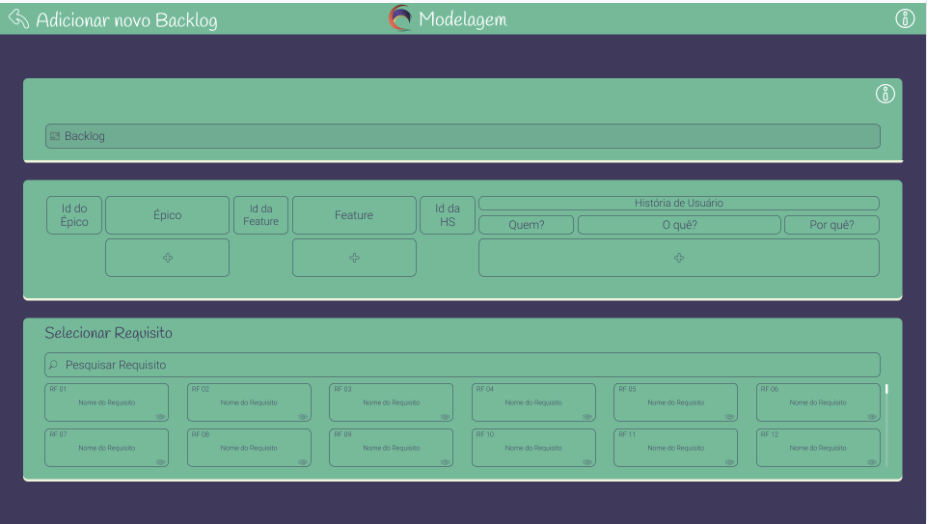 Adicionar novo Backlog
Modelagem
Backlog
Id do
Épico
Épico
Id da
Feature
Feature
Id da
HS
História de Usuário
Quem?
O quê?
Por quê?
Selecionar Requisito
Pesquisar Requisito
RF 01
Nome do Requisito
RF 02
Nome do Requisito
RF 03
Nome do Requisito
RF 04
Nome do Requisito
RF 05
Nome do Requisito
RF 06
Nome do Requisito
RF 07
Nome do Requisito
RF 08
Nome do Requisito
RF 09
Nome do Requisito
RF 10
Nome do Requisito
RF 11
Nome do Requisito
RF 12
Nome do Requisito